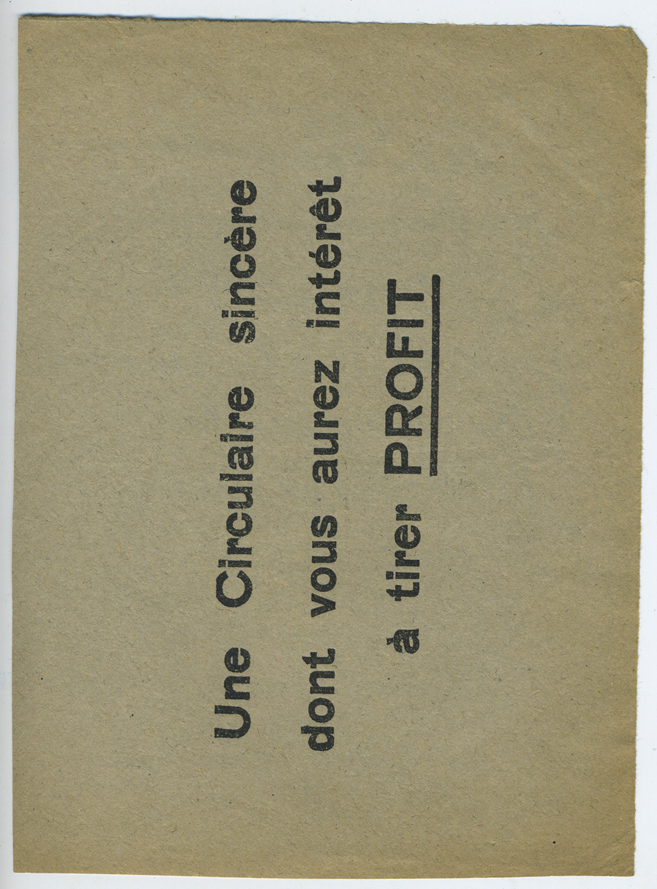 Une Circulaire sincère
dont vous aurez intérêt
à tirer PROFIT